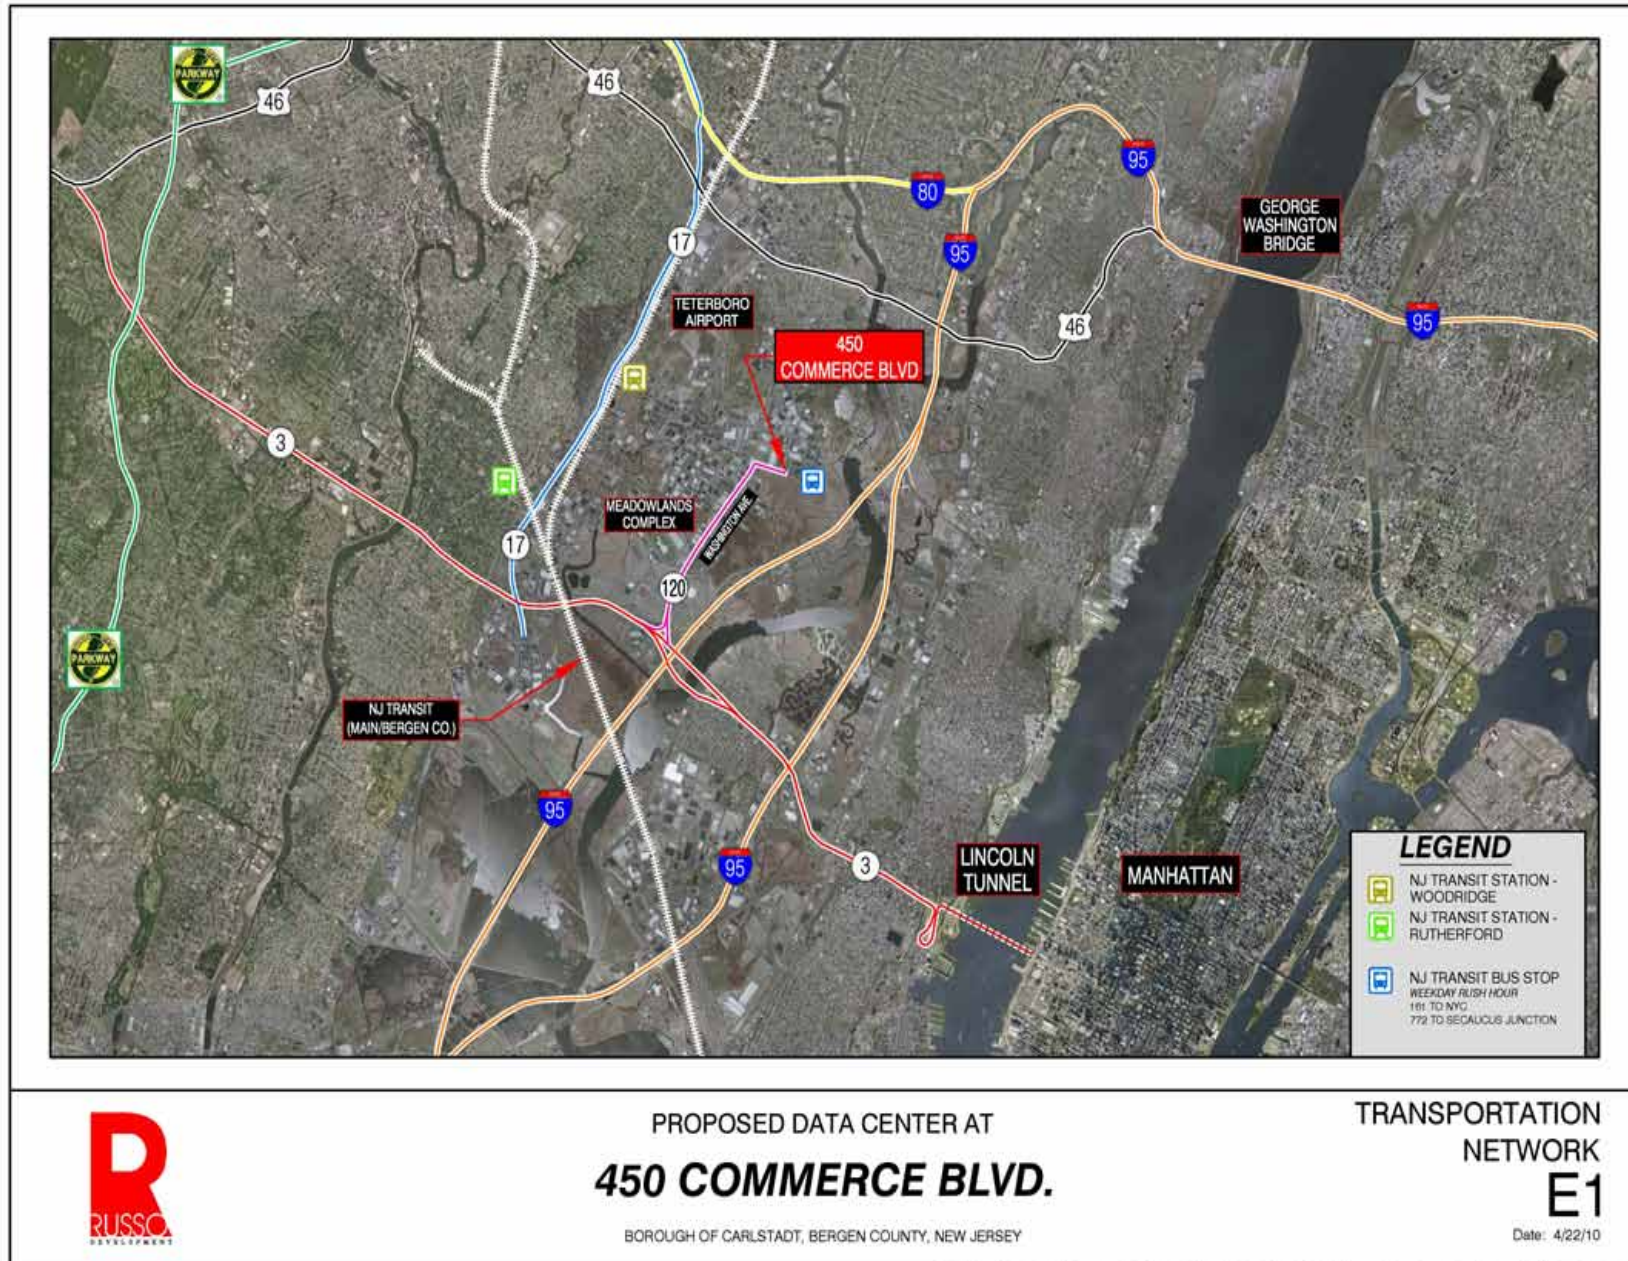 PARKWAY
46
46
95
80
GEORGE
WASHINGTON
BRIDGE
17
95
TETERBORO
AIRPORT
46
95
450
COMMERCE BLVD
3
MEADOWLANDS
COMPLEX
WASHINGTON AVE.
17
120
PARKWAY
NJ TRANSIT
(MAIN/BERGEN CO.)
95
95
3
LINCOLN
TUNNEL
MANHATTAN
LEGEND
NJ TRANSIT STATION -
WOODRIDGE
NJ TRANSIT STATION -
RUTHERFORD
NJ TRANSIT BUS STOP
WEEKDAY RUSH HOUR
161 TO NYC
772 TO SECAUCUS JUNCTION
RUSSO
DEVELOPMENT
PROPOSED DATA CENTER AT
450 COMMERCE BLVD.
BOROUGH OF CARLSTADT, BERGEN COUNTY, NEW JERSEY
TRANSPORTATION
NETWORK
E1
Date: 4/22/10